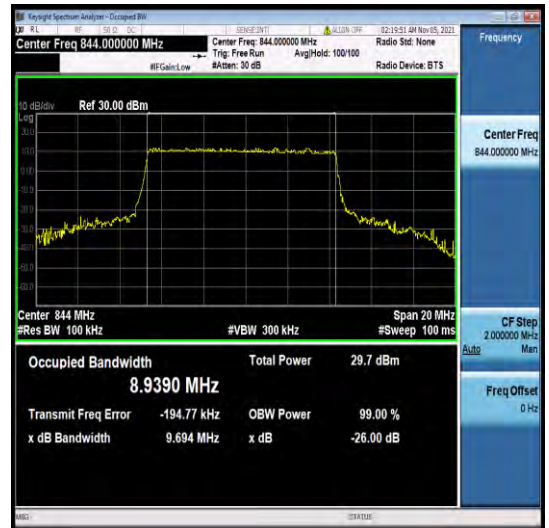 Keysight Spectrum Analyzer - Occupied BW
RL RF 50 Ω DC SENSE:INT ALIGN OFF 02:19:51 AM Nov 05, 2021
Center Freq 844.000000 MHz Center Freq: 844.000000 MHz Radio Std: None Frequency
Trig: Free Run Avg|Hold: 100/100
#IFGain:Low #Atten: 30 dB Radio Device: BTS
10 dB/div Ref 30.00 dBm
Log
Center Freq
844.000000 MHz
Center 844 MHz Span 20 MHz
#Res BW 100 kHz #VBW 300 kHz #Sweep 100 ms
CF Step
2.000000 MHz
Auto Man
Occupied Bandwidth Total Power 29.7 dBm
8.9390 MHz
Freq Offset
0 Hz
Transmit Freq Error -194.77 kHz OBW Power 99.00 %
x dB Bandwidth 9.694 MHz x dB -26.00 dB
MSG STATUS